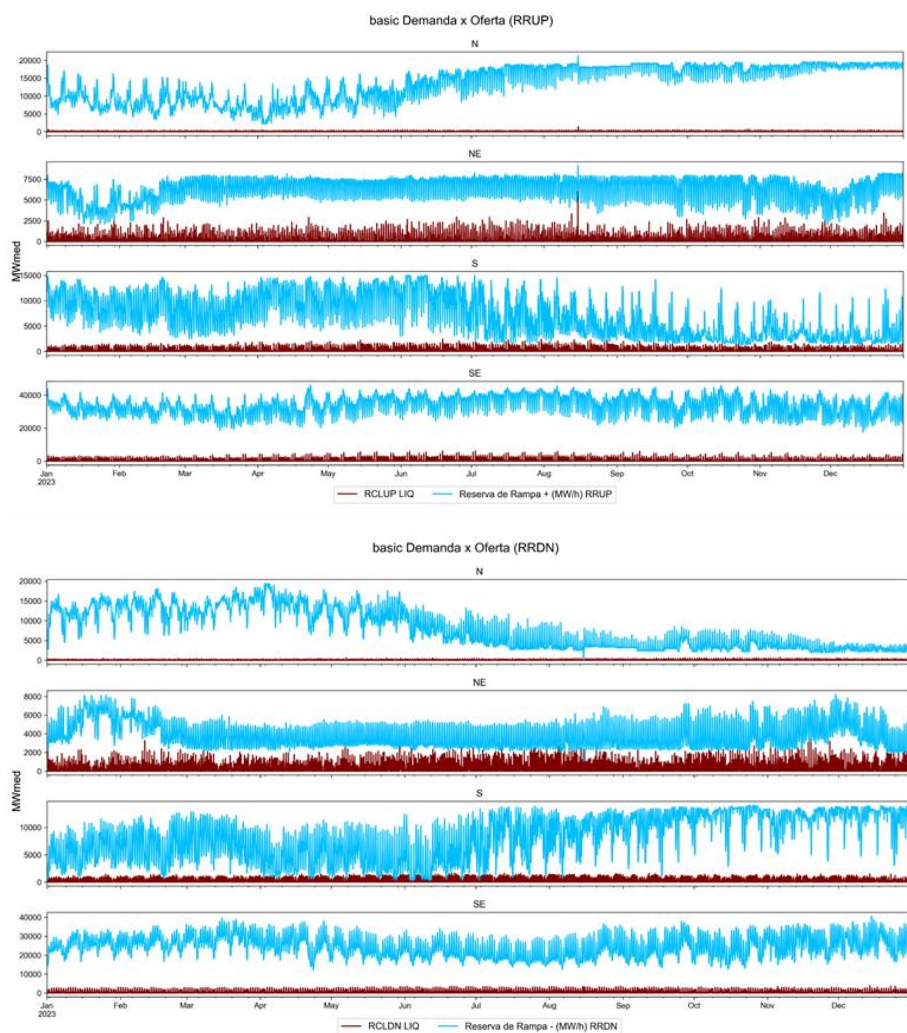 basic Demanda x Oferta (RRUP)
N
20000
15000
10000
5000
0
NE
7500
5000
2500
0
MWmed
S
15000
10000
5000
0
SE
40000
20000
0
Jan Feb Mar Apr May Jun Jul Aug Sep Oct Nov Dec
2023
RCLUP LIQ Reserva de Rampa + (MW/h) RRUP
basic Demanda x Oferta (RRDN)
N
20000
15000
10000
5000
0
NE
8000
6000
4000
2000
0
MWmed
S
10000
5000
0
SE
40000
30000
20000
10000
0
Jan Feb Mar Apr May Jun Jul Aug Sep Oct Nov Dec
2023
RCLDN LIQ Reserva de Rampa - (MW/h) RRDN